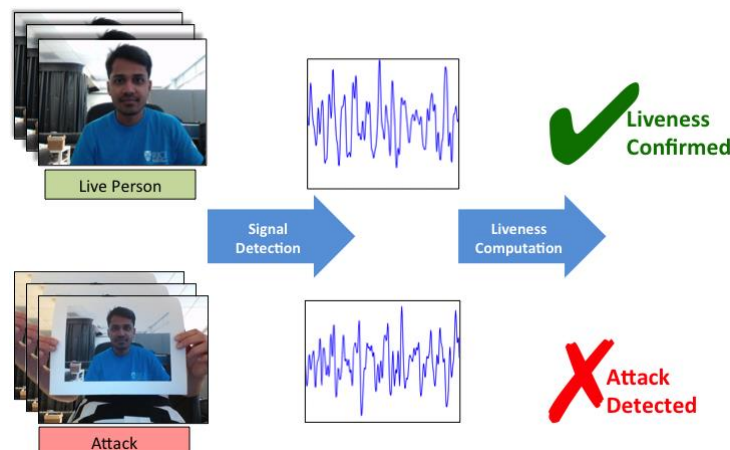 Live Person
Signal
Detection
Liveness
Computation
Liveness
Confirmed
Attack
Attack
Detected